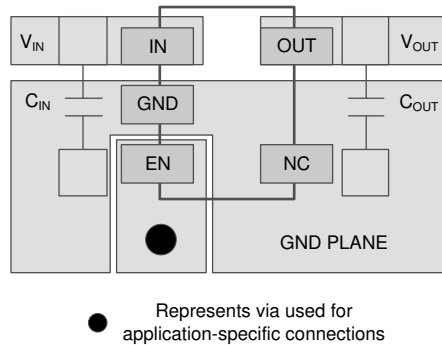 VIN
IN
OUT
VOUT
CIN
GND
COUT
EN
NC
GND PLANE
Represents via used for
application-specific connections